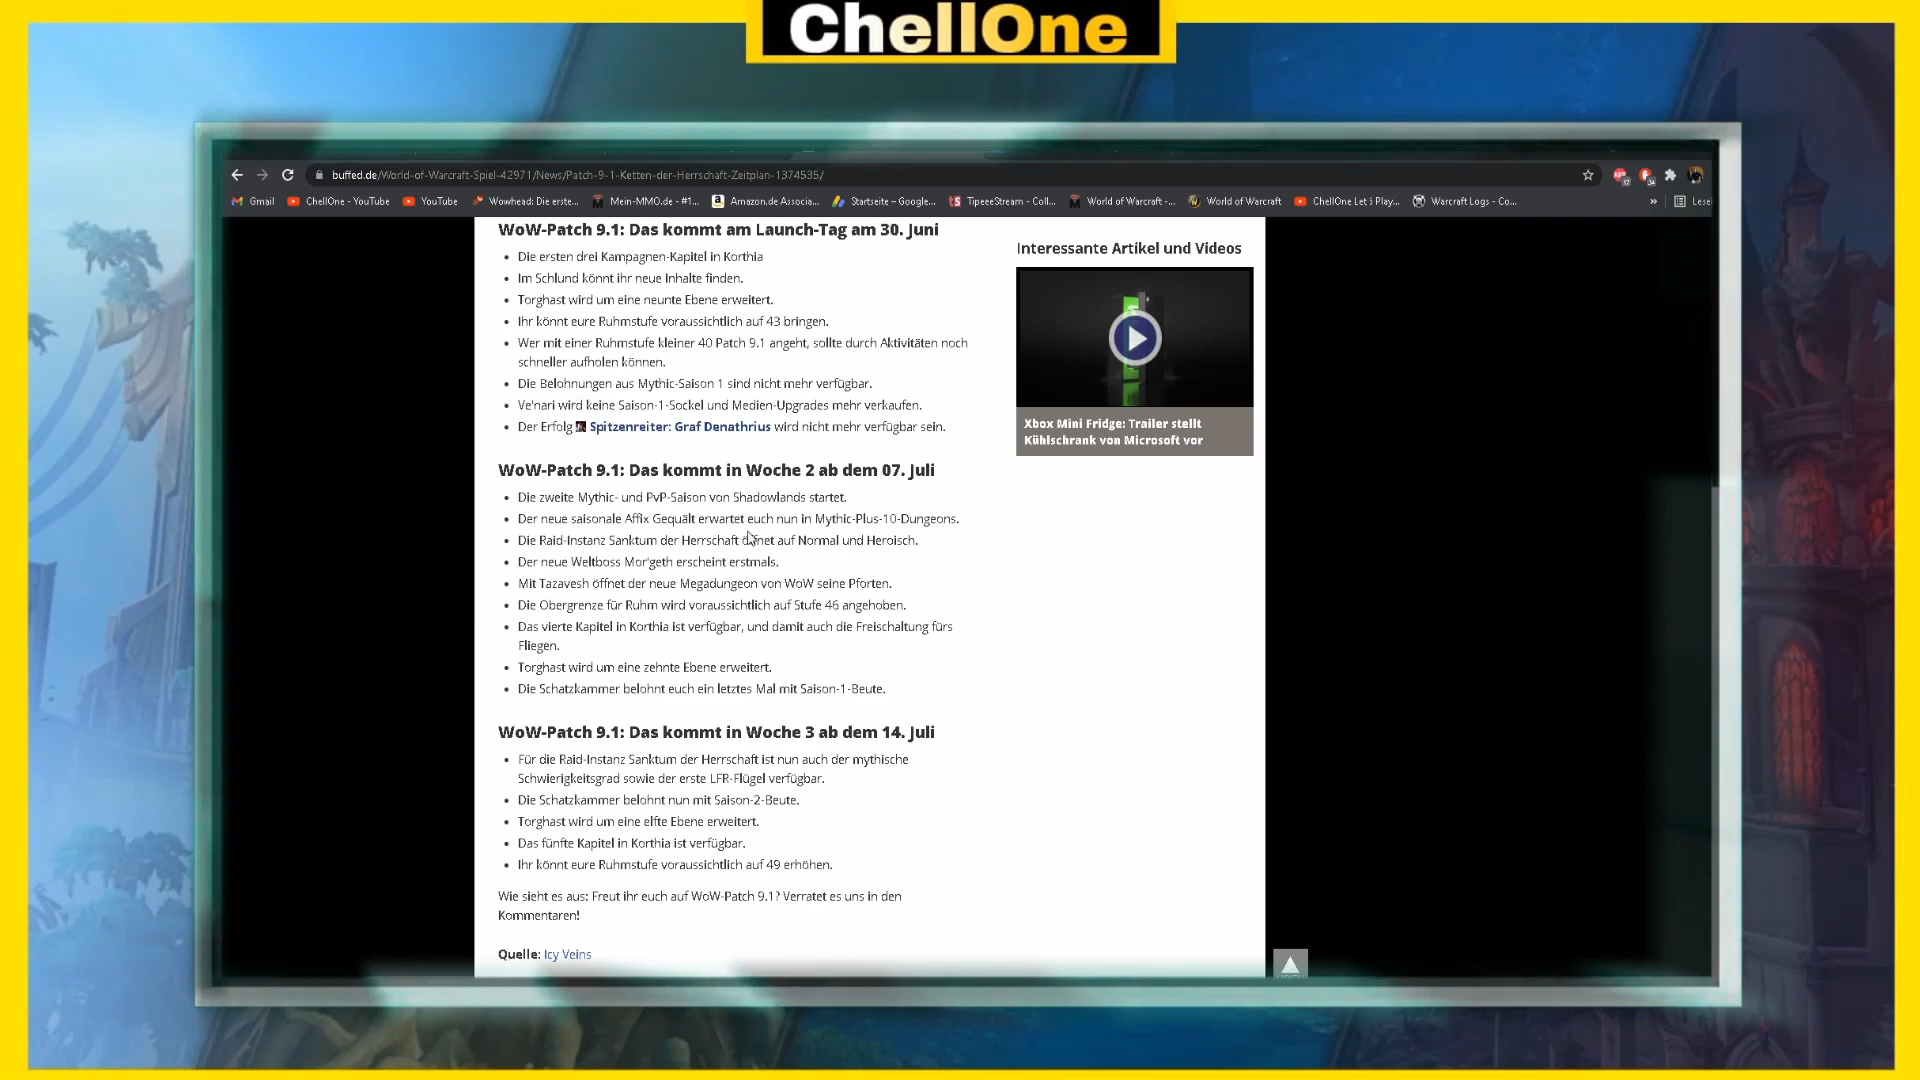 ChellOne
buffed.de/World-of-Warcraft-Spiel-42971/News/Patch-9-1-Ketten-der-Herrschaft-Zeitplan-1374535/
Gmail ChellOne - YouTube YouTube Wowhead: Die erste... Mein-MMO.de - #1... Amazon.de Associa... Startseite – Google... TipeeeStream - Coll... World of Warcraft -... World of Warcraft ChellOne Let´s Play... Warcraft Logs - Co... » Lese
WoW-Patch 9.1: Das kommt am Launch-Tag am 30. Juni
Die ersten drei Kampagnen-Kapitel in Korthia
Im Schlund könnt ihr neue Inhalte finden.
Torghast wird um eine neunte Ebene erweitert.
Ihr könnt eure Ruhmstufe voraussichtlich auf 43 bringen.
Wer mit einer Ruhmstufe kleiner 40 Patch 9.1 angeht, sollte durch Aktivitäten noch
schneller aufholen können.
Die Belohnungen aus Mythic-Saison 1 sind nicht mehr verfügbar.
Ve'nari wird keine Saison-1-Sockel und Medien-Upgrades mehr verkaufen.
Der Erfolg Spitzenreiter: Graf Denathrius wird nicht mehr verfügbar sein.
WoW-Patch 9.1: Das kommt in Woche 2 ab dem 07. Juli
Die zweite Mythic- und PvP-Saison von Shadowlands startet.
Der neue saisonale Affix Gequält erwartet euch nun in Mythic-Plus-10-Dungeons.
Die Raid-Instanz Sanktum der Herrschaft öffnet auf Normal und Heroisch.
Der neue Weltboss Mor'geth erscheint erstmals.
Mit Tazavesh öffnet der neue Megadungeon von WoW seine Pforten.
Die Obergrenze für Ruhm wird voraussichtlich auf Stufe 46 angehoben.
Das vierte Kapitel in Korthia ist verfügbar, und damit auch die Freischaltung fürs
Fliegen.
Torghast wird um eine zehnte Ebene erweitert.
Die Schatzkammer belohnt euch ein letztes Mal mit Saison-1-Beute.
WoW-Patch 9.1: Das kommt in Woche 3 ab dem 14. Juli
Für die Raid-Instanz Sanktum der Herrschaft ist nun auch der mythische
Schwierigkeitsgrad sowie der erste LFR-Flügel verfügbar.
Die Schatzkammer belohnt nun mit Saison-2-Beute.
Torghast wird um eine elfte Ebene erweitert.
Das fünfte Kapitel in Korthia ist verfügbar.
Ihr könnt eure Ruhmstufe voraussichtlich auf 49 erhöhen.
Wie sieht es aus: Freut ihr euch auf WoW-Patch 9.1? Verratet es uns in den
Kommentaren!
Quelle: Icy Veins
Interessante Artikel und Videos
Xbox Mini Fridge: Trailer stellt
Kühlschrank von Microsoft vor